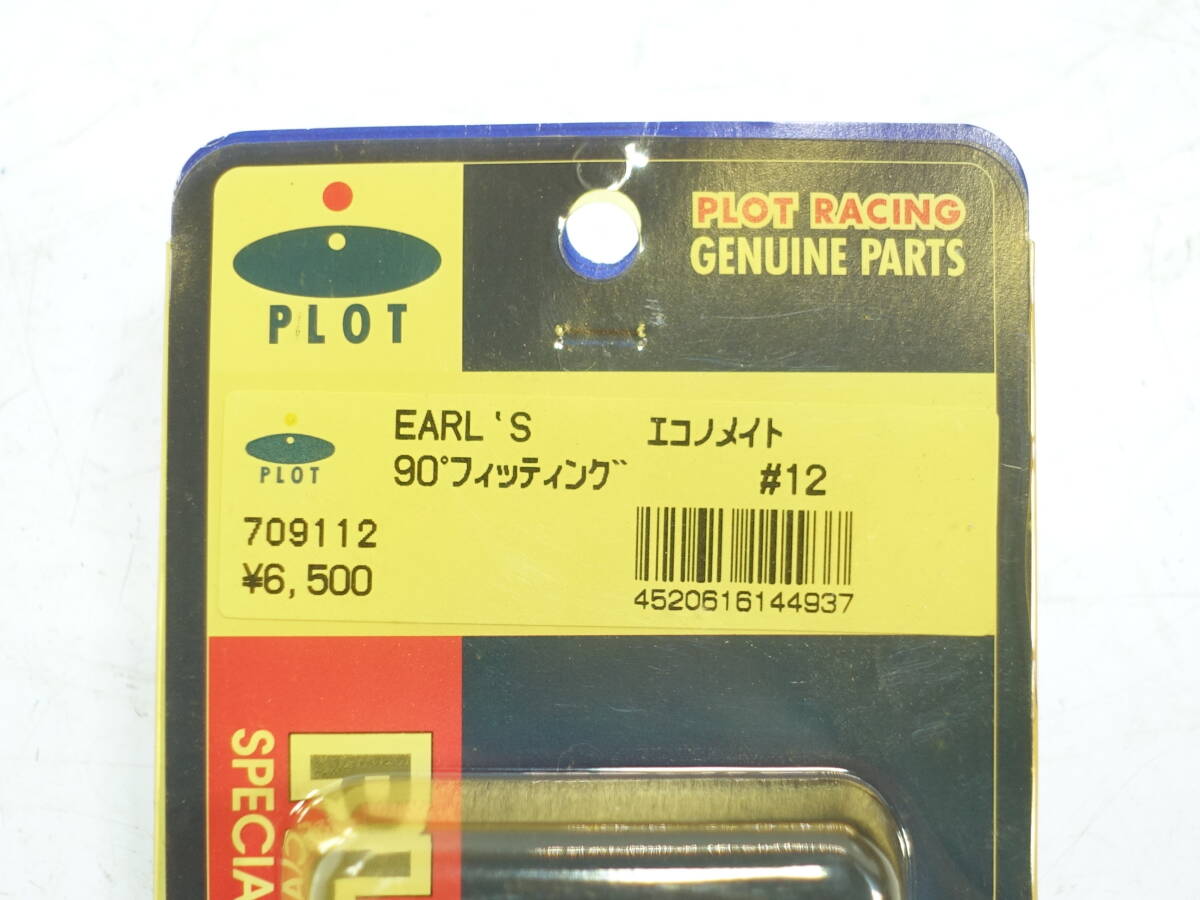 PLOT
PLOT RACING
GENUINE PARTS
EARL'S エコノメイト
90°フィッティング #12
PLOT
709112
¥6,500
4520616144937
SPECIA